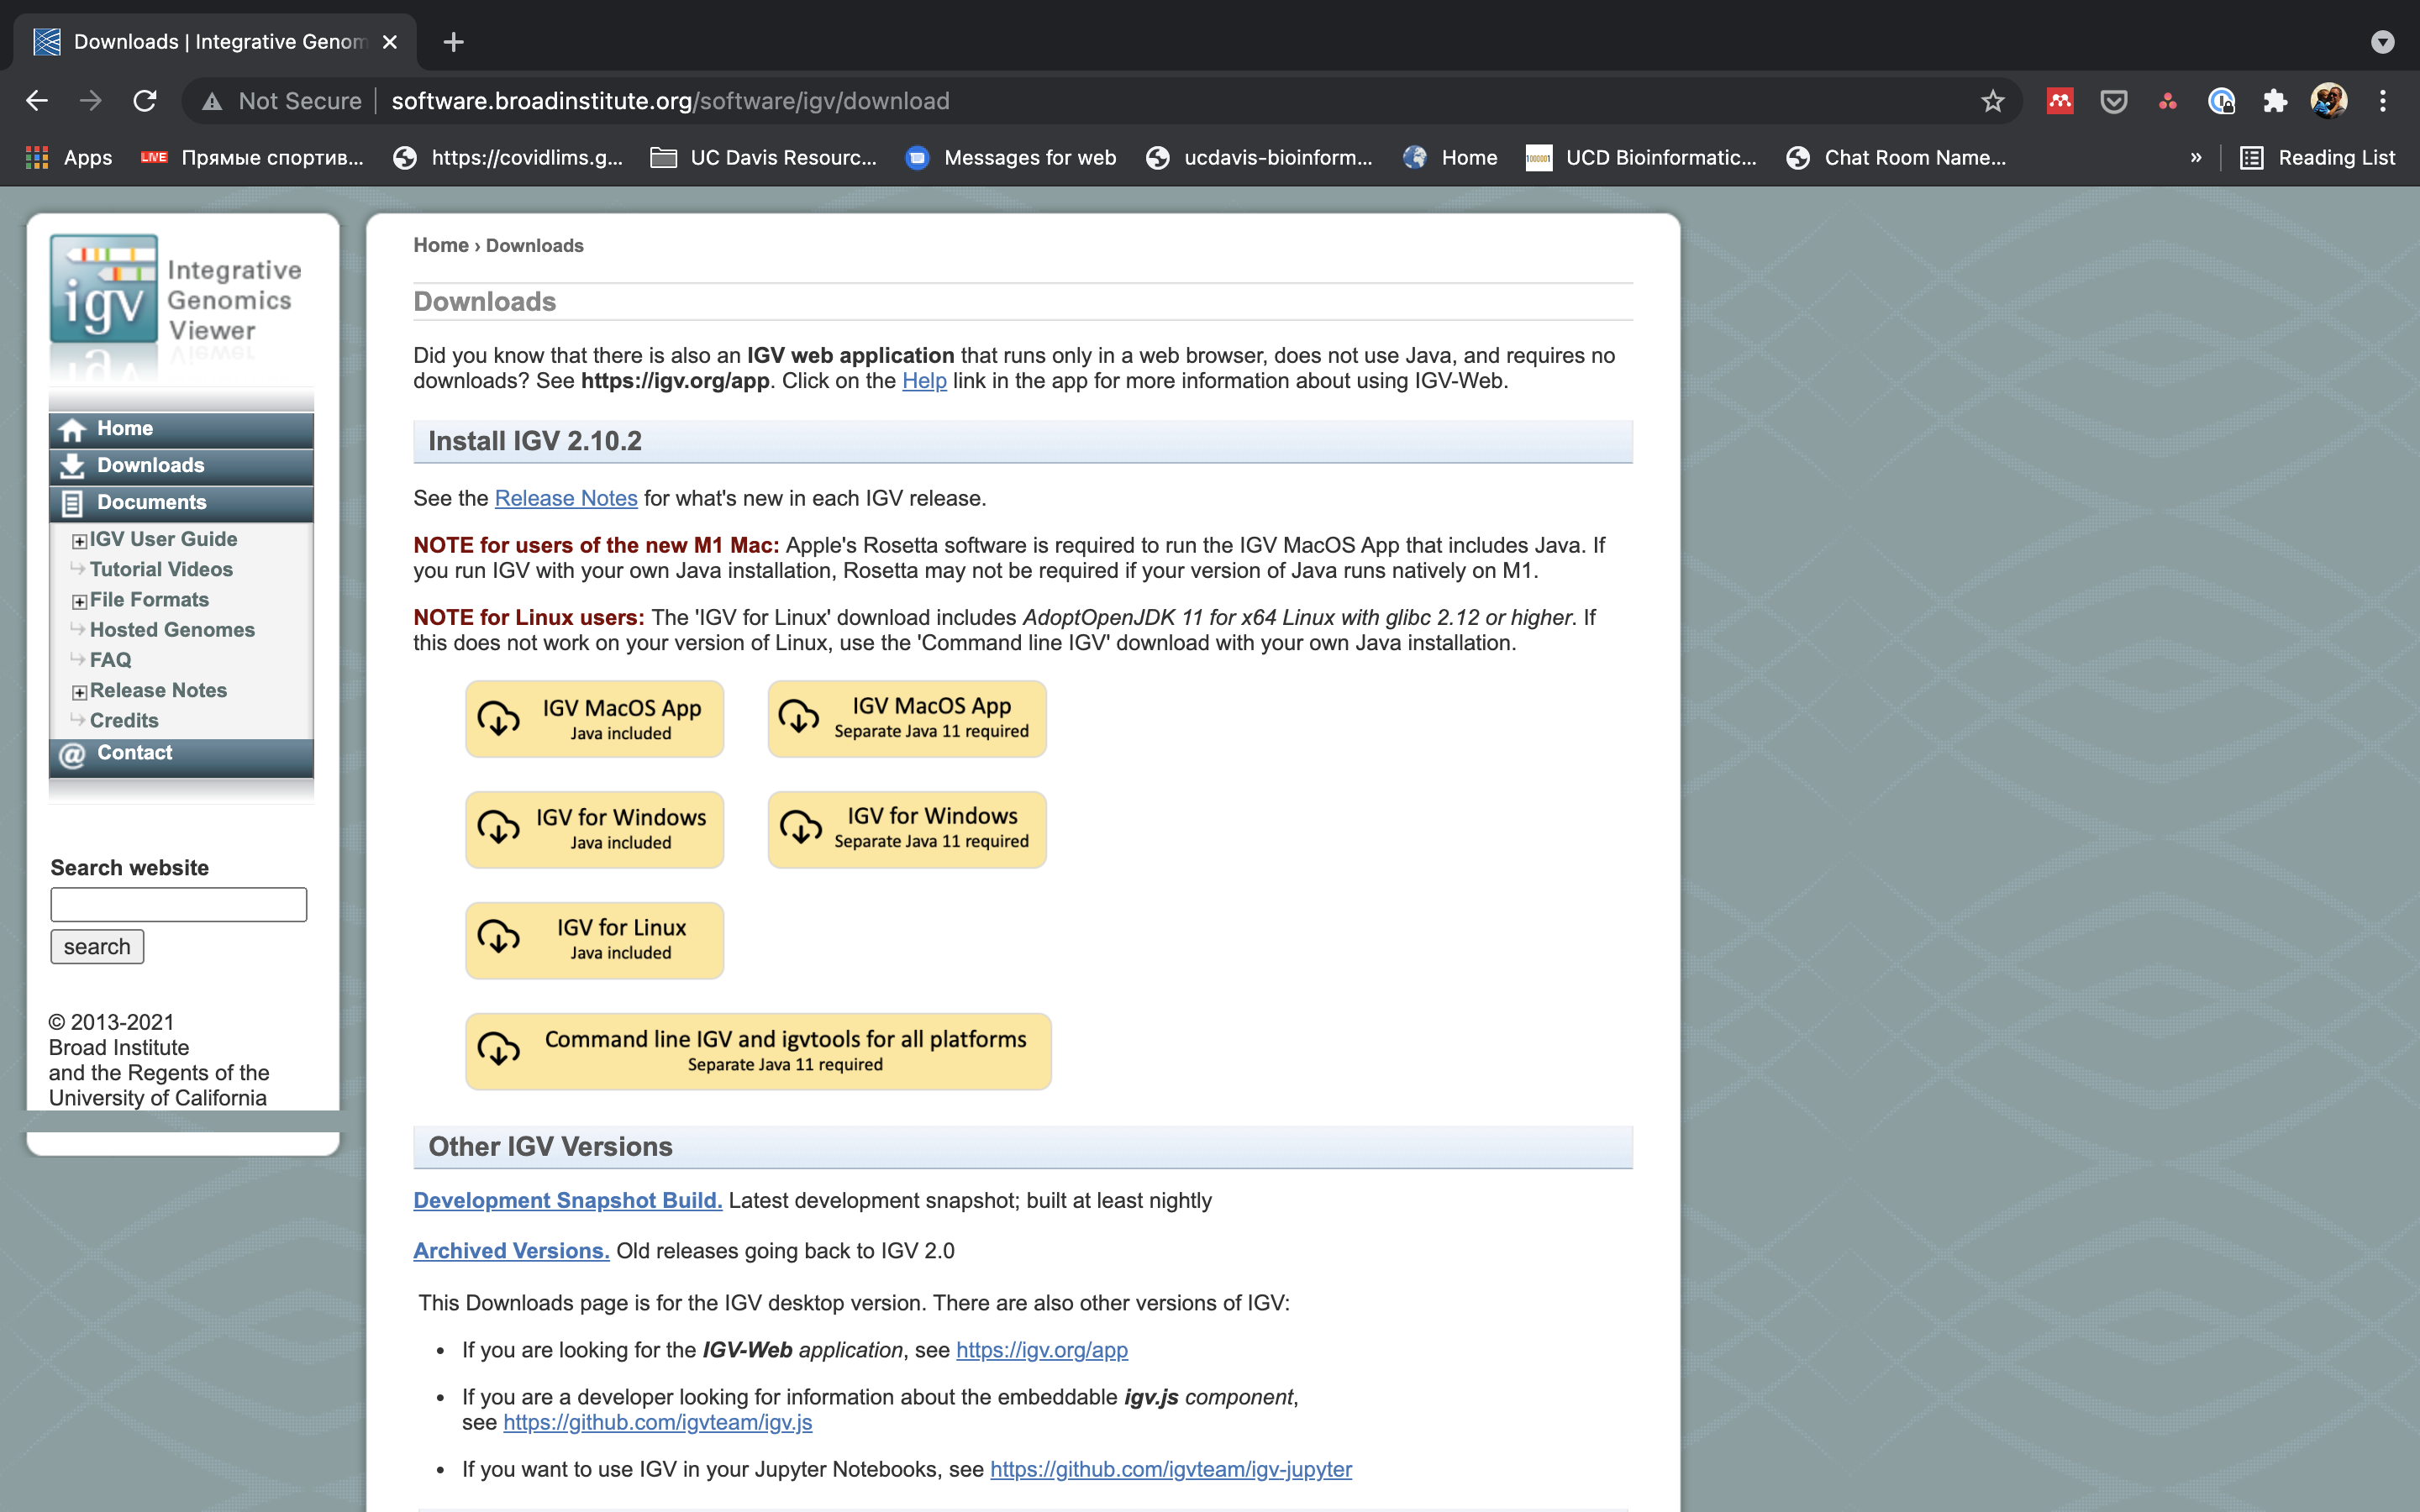 Downloads | Integrative Genom
Not Secure
software.broadinstitute.org/software/igv/download
Apps
LIVE
Прямые спортив...
https://covidlims.g...
UC Davis Resourc...
Messages for web
ucdavis-bioinform...
Home
UCD Bioinformatic...
Chat Room Name...
»
Reading List
igv
Integrative
Genomics
Viewer
Home
Downloads
Documents
IGV User Guide
Tutorial Videos
File Formats
Hosted Genomes
FAQ
Release Notes
Credits
@ Contact
Search website
search
© 2013-2021
Broad Institute
and the Regents of the
University of California
Home › Downloads
Downloads
Did you know that there is also an IGV web application that runs only in a web browser, does not use Java, and requires no
downloads? See https://igv.org/app. Click on the Help link in the app for more information about using IGV-Web.
Install IGV 2.10.2
See the Release Notes for what's new in each IGV release.
NOTE for users of the new M1 Mac: Apple's Rosetta software is required to run the IGV MacOS App that includes Java. If
you run IGV with your own Java installation, Rosetta may not be required if your version of Java runs natively on M1.
NOTE for Linux users: The 'IGV for Linux' download includes AdoptOpenJDK 11 for x64 Linux with glibc 2.12 or higher. If
this does not work on your version of Linux, use the 'Command line IGV' download with your own Java installation.
IGV MacOS App
Java included
IGV MacOS App
Separate Java 11 required
IGV for Windows
Java included
IGV for Windows
Separate Java 11 required
IGV for Linux
Java included
Command line IGV and igvtools for all platforms
Separate Java 11 required
Other IGV Versions
Development Snapshot Build. Latest development snapshot; built at least nightly
Archived Versions. Old releases going back to IGV 2.0
This Downloads page is for the IGV desktop version. There are also other versions of IGV:
• If you are looking for the IGV-Web application, see https://igv.org/app
• If you are a developer looking for information about the embeddable igv.js component,
see https://github.com/igvteam/igv.js
• If you want to use IGV in your Jupyter Notebooks, see https://github.com/igvteam/igv-jupyter